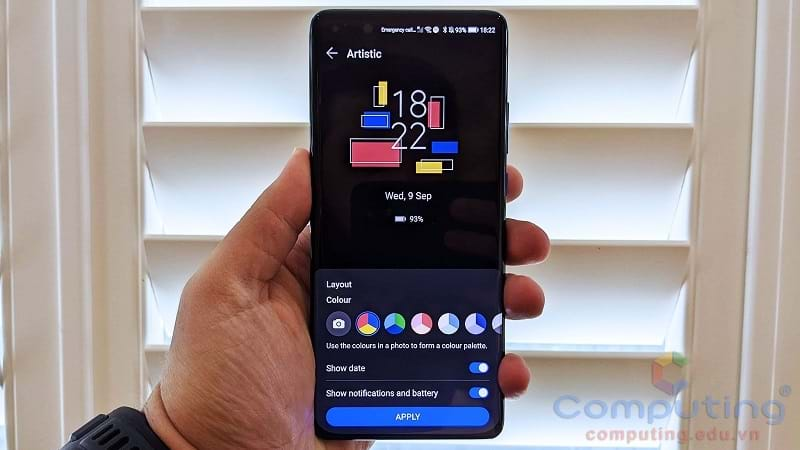 Emergency call... 93% 18:22
Artistic
18
22
Wed, 9 Sep
93%
Layout
Colour
Use the colours in a photo to form a colour palette.
Show date
Show notifications and battery
APPLY
Computing®
computing.edu.vn